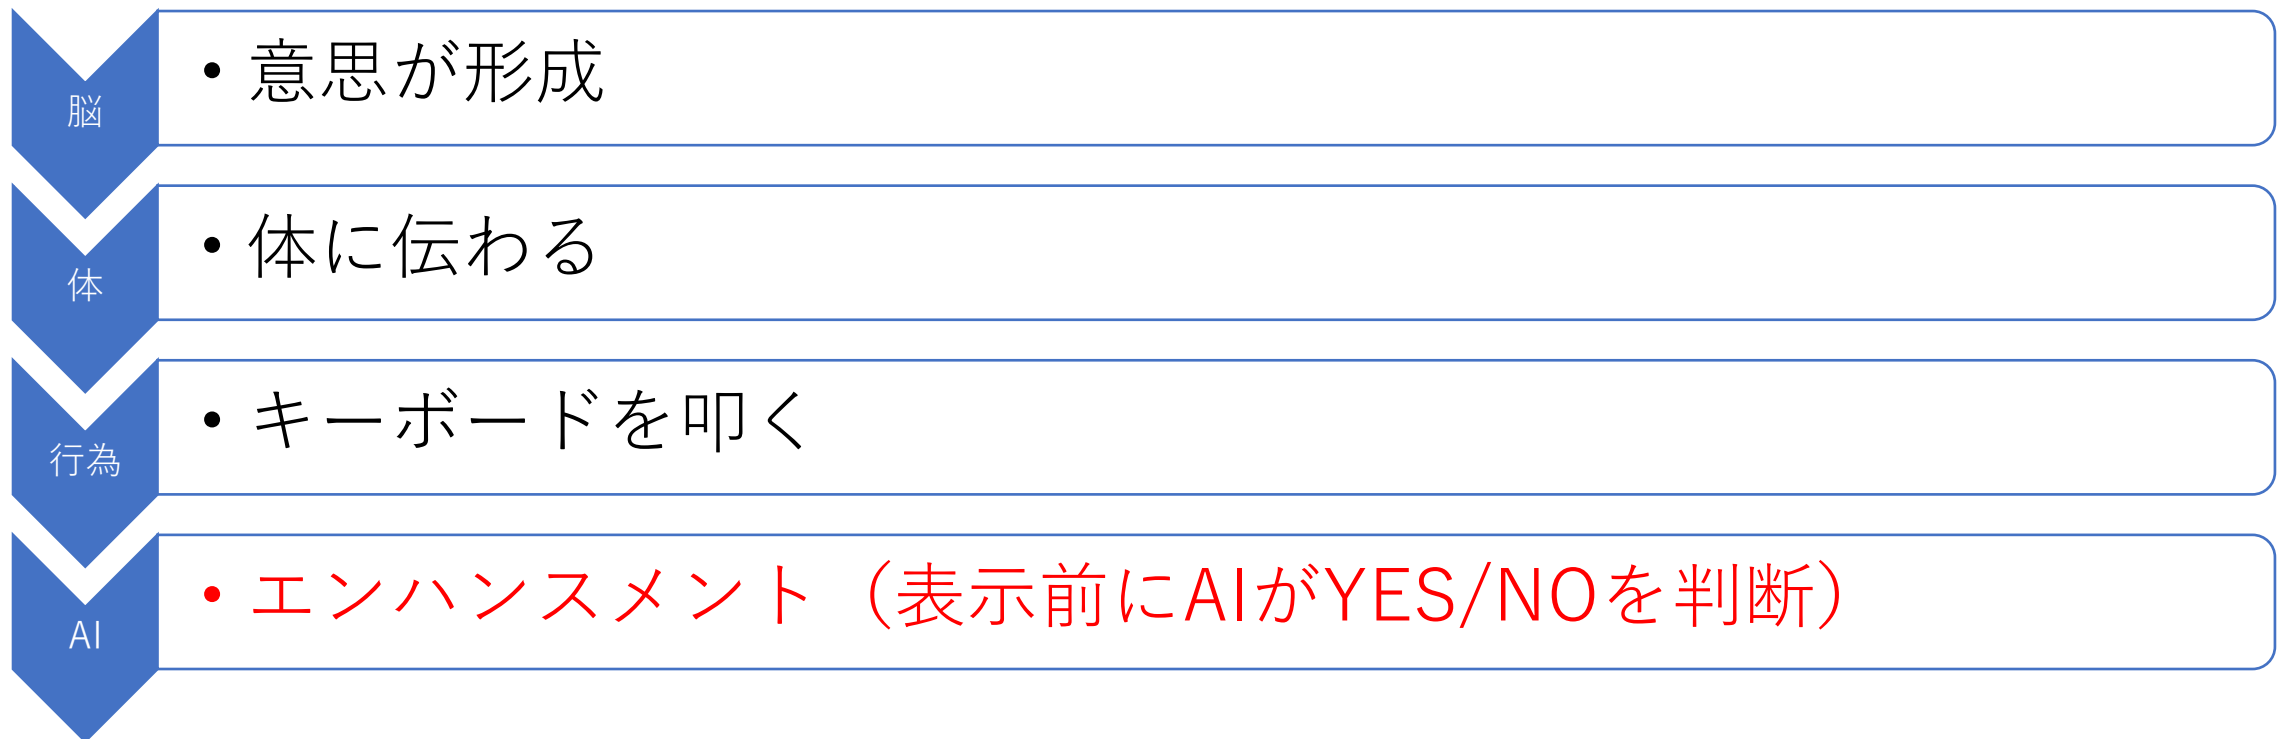 脳
• 意思が形成
体
• 体に伝わる
行為
• キーボードを叩く
AI
• エンハンスメント（表示前にAIがYES/NOを判断）